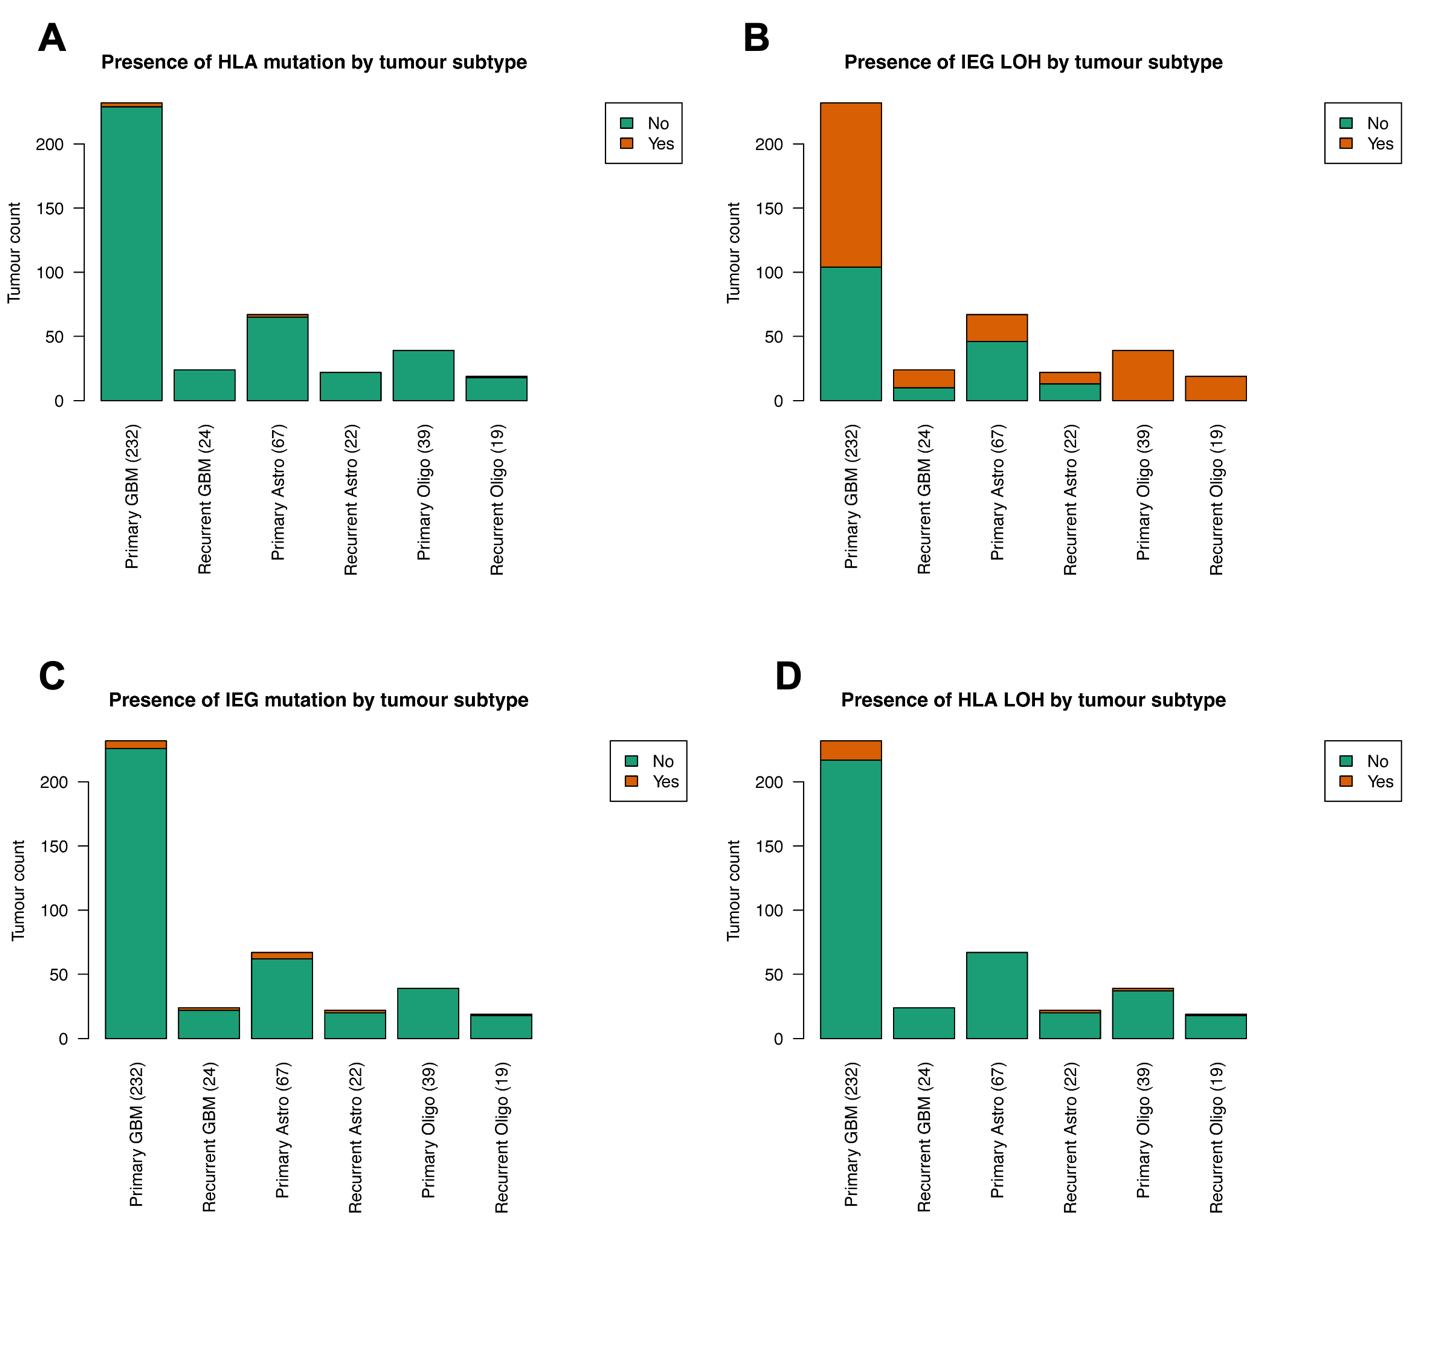 A
Presence of HLA mutation by tumour subtype
No
Yes
Tumour count
200
150
100
50
0
Primary GBM (232)
Recurrent GBM (24)
Primary Astro (67)
Recurrent Astro (22)
Primary Oligo (39)
Recurrent Oligo (19)
B
Presence of IEG LOH by tumour subtype
No
Yes
Tumour count
200
150
100
50
0
Primary GBM (232)
Recurrent GBM (24)
Primary Astro (67)
Recurrent Astro (22)
Primary Oligo (39)
Recurrent Oligo (19)
C
Presence of IEG mutation by tumour subtype
No
Yes
Tumour count
200
150
100
50
0
Primary GBM (232)
Recurrent GBM (24)
Primary Astro (67)
Recurrent Astro (22)
Primary Oligo (39)
Recurrent Oligo (19)
D
Presence of HLA LOH by tumour subtype
No
Yes
Tumour count
200
150
100
50
0
Primary GBM (232)
Recurrent GBM (24)
Primary Astro (67)
Recurrent Astro (22)
Primary Oligo (39)
Recurrent Oligo (19)